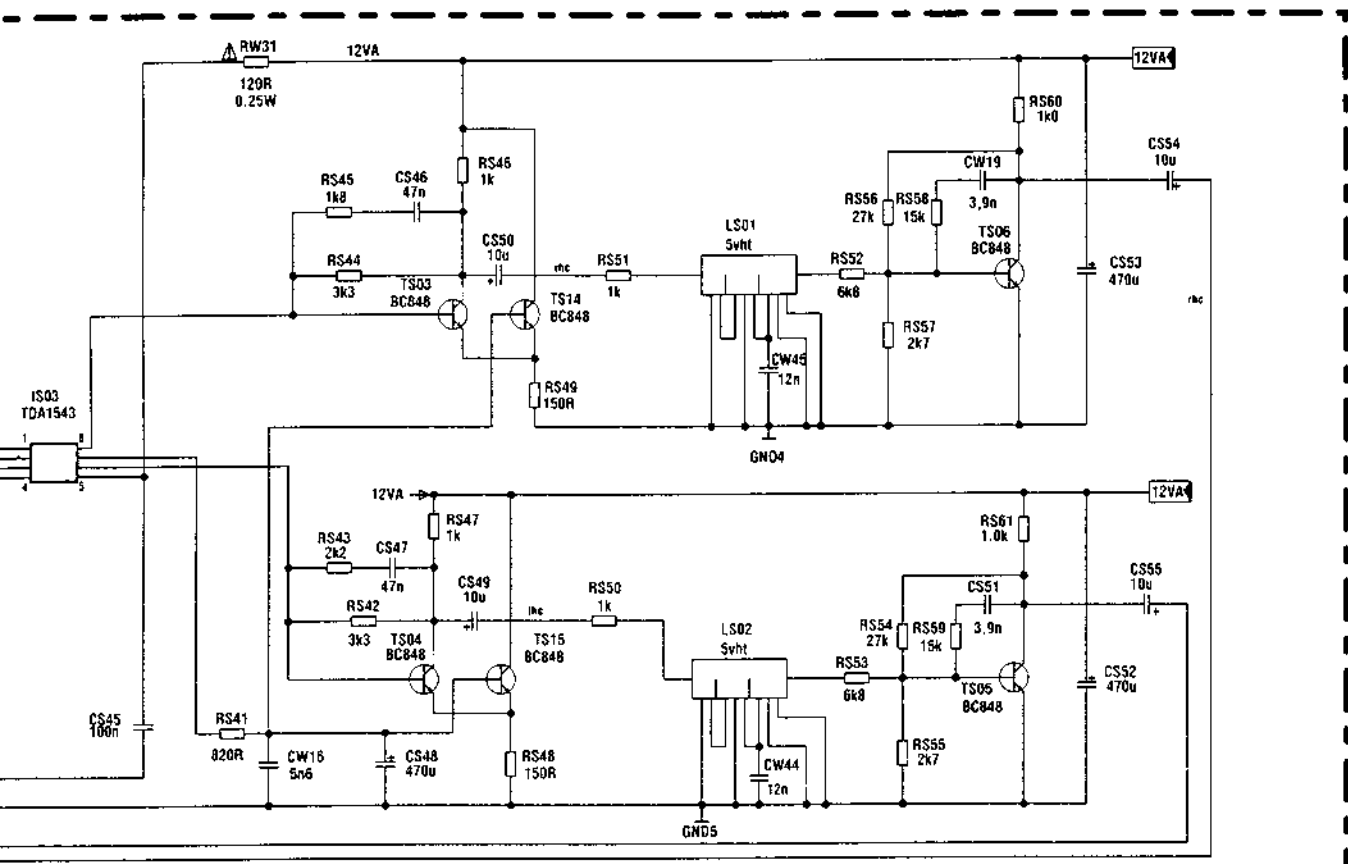 RW31
120R
0.25W
12VA
12VA
RS60
1k0
CS54
10u
CW19
3,9n
RS46
1k
RS45
1k8
CS46
47n
RS56
27k
RS58
15k
LS01
5vht
TS06
BC848
CS50
10u
rhc
RS51
1k
RS52
6k8
CS53
470u
rhc
RS44
3k3
TS03
BC848
TS14
BC848
RS57
2k7
CW45
12n
RS49
150R
IS03
TDA1543
1
8
4
5
GND4
12VA
12VA
RS47
1k
RS61
1.0k
RS43
2k2
CS47
47n
CS49
10u
lhc
RS50
1k
CS51
3,9n
CS55
10u
RS42
3k3
TS04
BC848
TS15
BC848
LS02
5vht
RS54
27k
RS59
15k
RS53
6k8
TS05
BC848
CS52
470u
CS45
100n
RS41
820R
CW16
5n6
CS48
470u
RS48
150R
CW44
12n
RS55
2k7
GND5